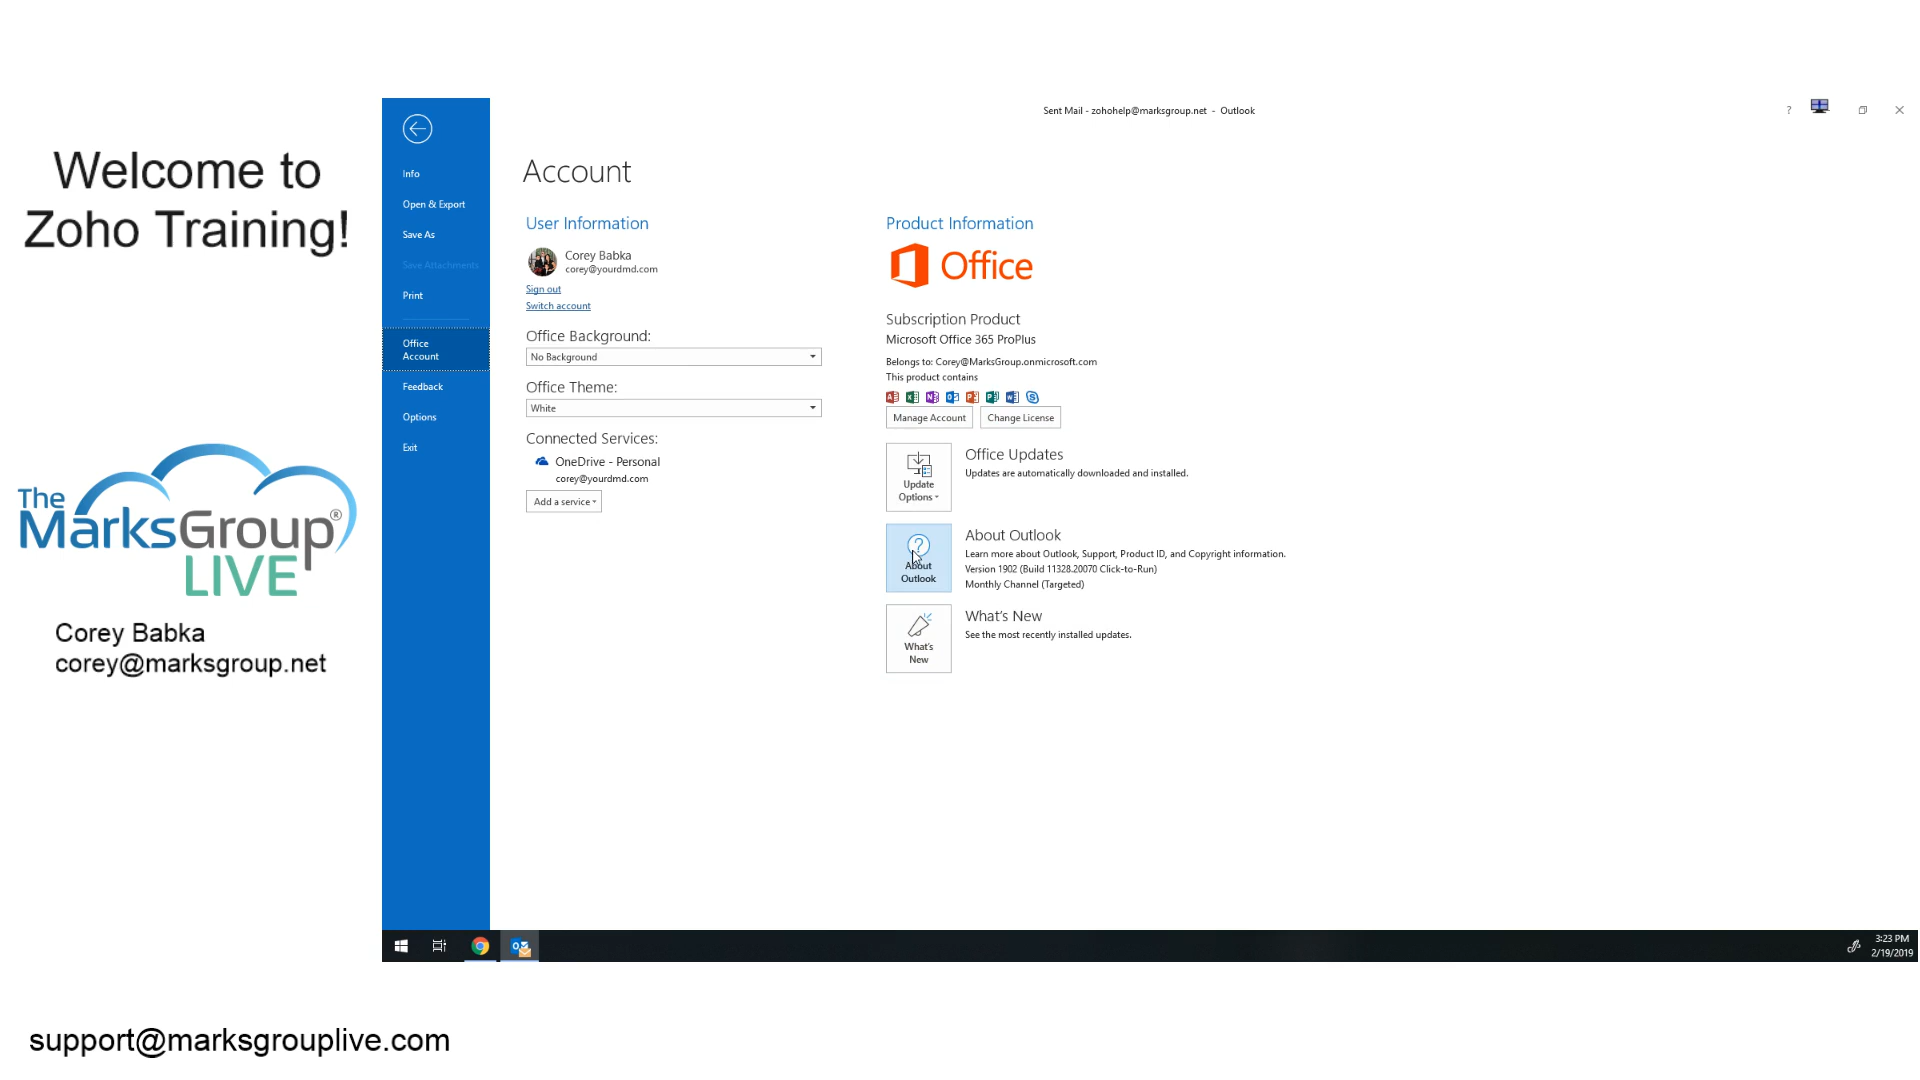 Welcome to
Zoho Training!
The
MarksGroup®
LIVE
Corey Babka
corey@marksgroup.net
support@marksgrouplive.com
Sent Mail - zohohelp@marksgroup.net - Outlook
?
Info
Open & Export
Save As
Save Attachments
Print
Office
Account
Feedback
Options
Exit
Account
User Information
Corey Babka
corey@yourdmd.com
Sign out
Switch account
Office Background:
No Background
Office Theme:
White
Connected Services:
OneDrive - Personal
corey@yourdmd.com
Add a service
Product Information
Office
Subscription Product
Microsoft Office 365 ProPlus
Belongs to: Corey@MarksGroup.onmicrosoft.com
This product contains
Manage Account
Change License
Update
Options
Office Updates
Updates are automatically downloaded and installed.
About
Outlook
About Outlook
Learn more about Outlook, Support, Product ID, and Copyright information.
Version 1902 (Build 11328.20070 Click-to-Run)
Monthly Channel (Targeted)
What's
New
What's New
See the most recently installed updates.
3:23 PM
2/19/2019